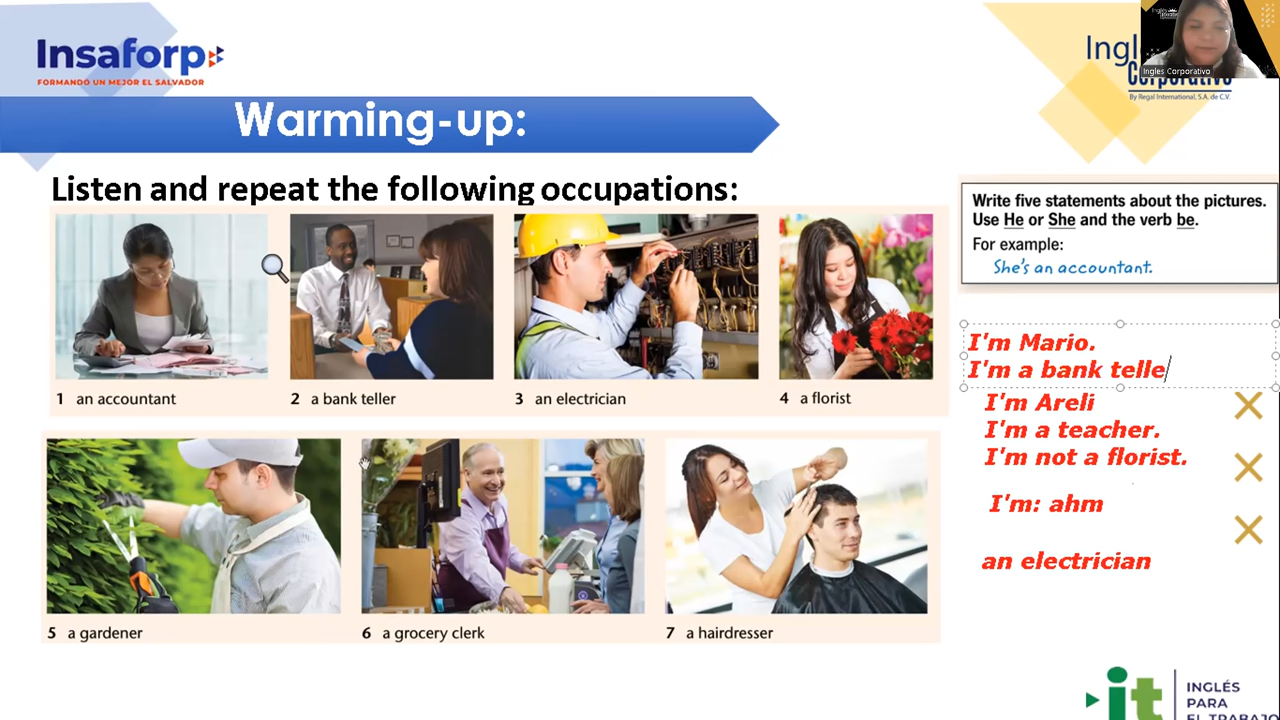 Insaforp
FORMANDO UN MEJOR EL SALVADOR
Warming-up:
Listen and repeat the following occupations:
1 an accountant
2 a bank teller
3 an electrician
4 a florist
5 a gardener
6 a grocery clerk
7 a hairdresser
Ingles Corporativo
By Regal International, S.A. de C.V.
Write five statements about the pictures.
Use He or She and the verb be.
For example:
She's an accountant.
I'm Mario.
I'm a bank telle
I'm Areli
I'm a teacher.
I'm not a florist.
I'm: ahm
an electrician
it
INGLÉS
PARA
EL TRABAJO